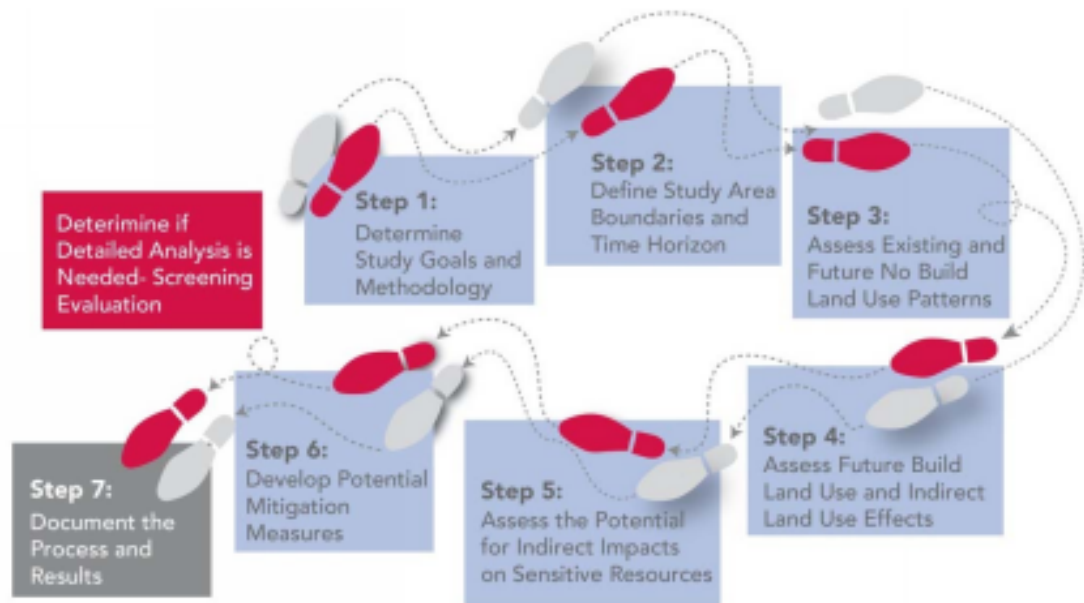 Deterimine if
Detailed Analysis is
Needed- Screening
Evaluation
Step 1:
Determine
Study Goals and
Methodology
Step 2:
Define Study Area
Boundaries and
Time Horizon
Step 3:
Assess Existing and
Future No Build
Land Use Patterns
Step 4:
Assess Future Build
Land Use and Indirect
Land Use Effects
Step 5:
Assess the Potential
for Indirect Impacts
on Sensitive Resources
Step 6:
Develop Potential
Mitigation
Measures
Step 7:
Document the
Process and
Results